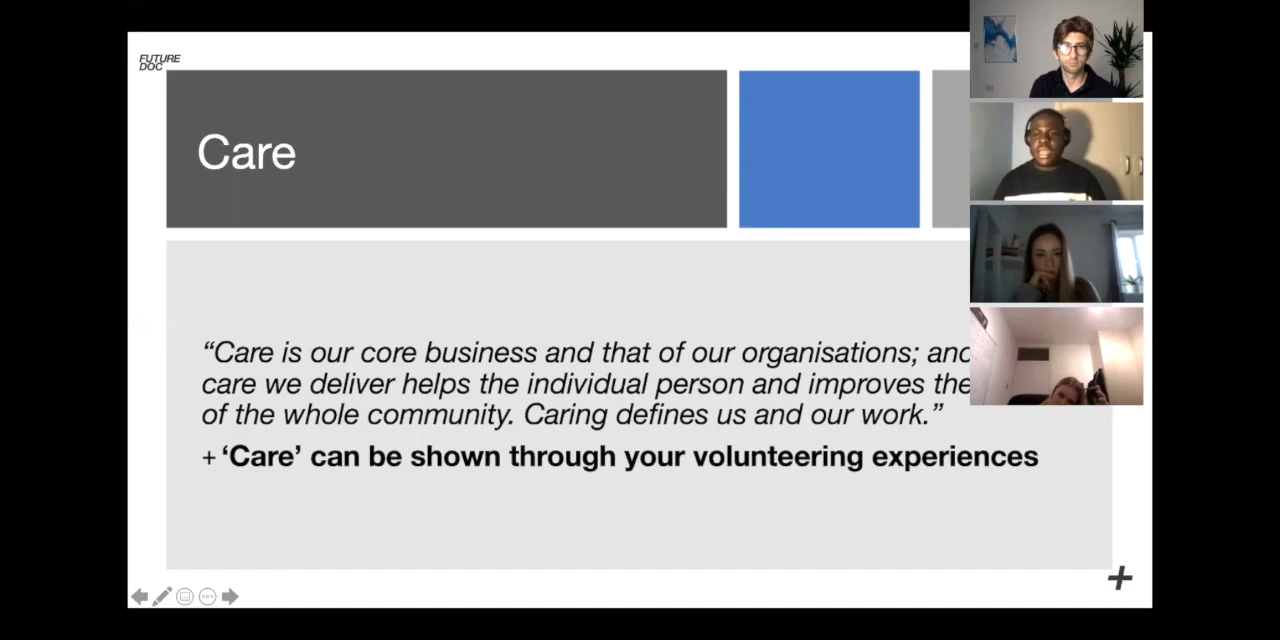 FUTURE
DOC
Care
“Care is our core business and that of our organisations; and
care we deliver helps the individual person and improves the
of the whole community. Caring defines us and our work.”
+ ‘Care’ can be shown through your volunteering experiences